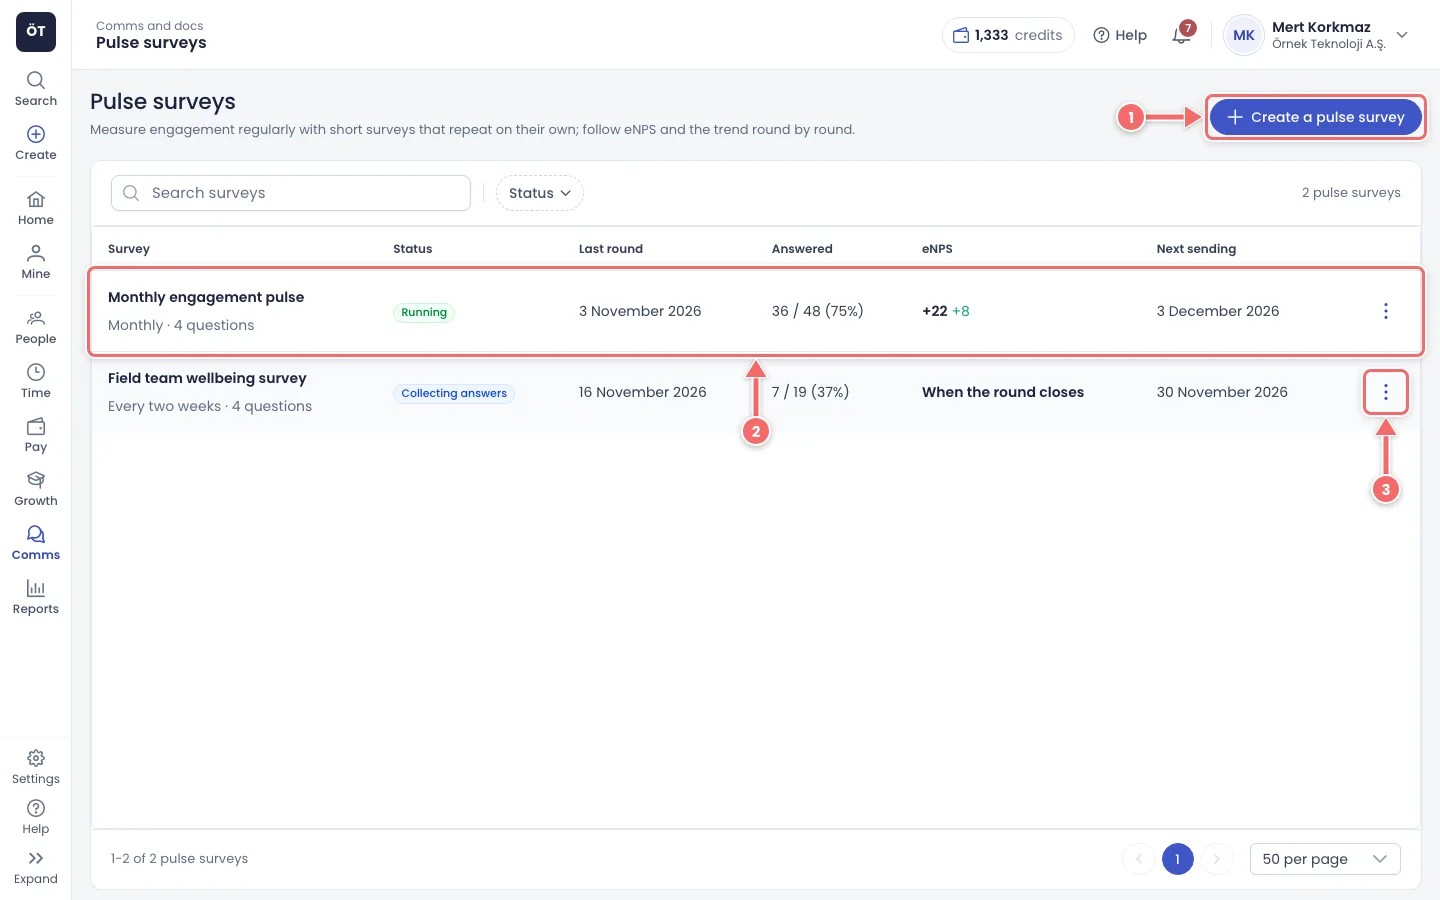 ÖT
Search
Create
Home
Mine
People
Time
Pay
Growth
Comms
Reports
Settings
Help
Expand
Comms and docs
Pulse surveys
1,333 credits
Help
7
MK
Mert Korkmaz
Örnek Teknoloji A.Ş.
Pulse surveys
Measure engagement regularly with short surveys that repeat on their own; follow eNPS and the trend round by round.
1
Create a pulse survey
Search surveys
Status
2 pulse surveys
Survey Status Last round Answered eNPS Next sending
Monthly engagement pulse
Monthly · 4 questions
Running
3 November 2026
36 / 48 (75%)
+22 +8
3 December 2026
Field team wellbeing survey
Every two weeks · 4 questions
Collecting answers
16 November 2026
7 / 19 (37%)
When the round closes
30 November 2026
2
3
1-2 of 2 pulse surveys
1
50 per page